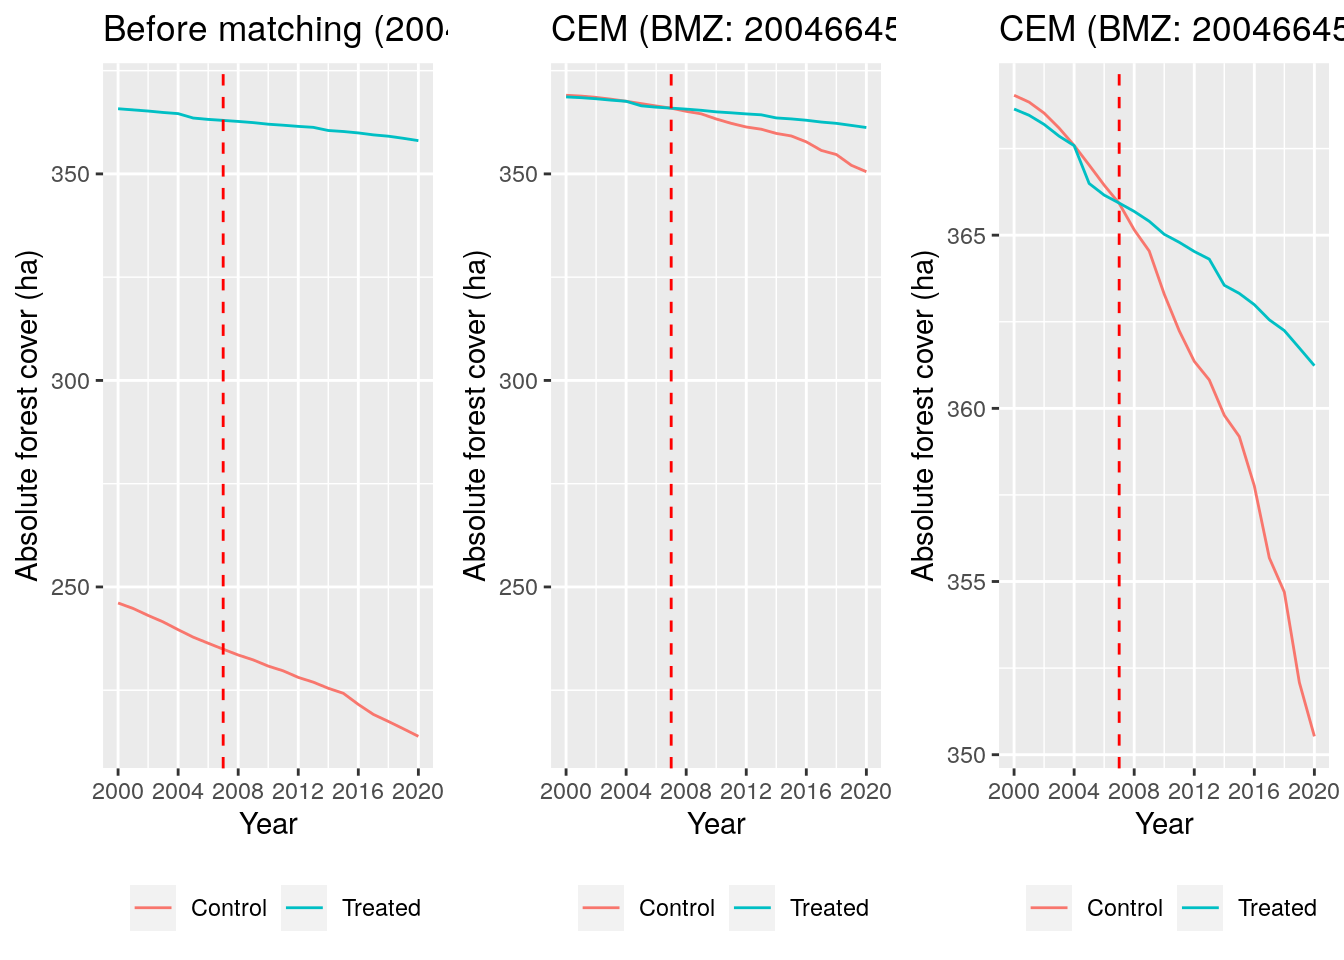 Before matching (200
CEM (BMZ: 20046645
CEM (BMZ: 20046645
Absolute forest cover (ha)
350
300
250
2000 2004 2008 2012 2016 2020
Year
Control Treated
Absolute forest cover (ha)
350
300
250
2000 2004 2008 2012 2016 2020
Year
Control Treated
Absolute forest cover (ha)
365
360
355
350
2000 2004 2008 2012 2016 2020
Year
Control Treated